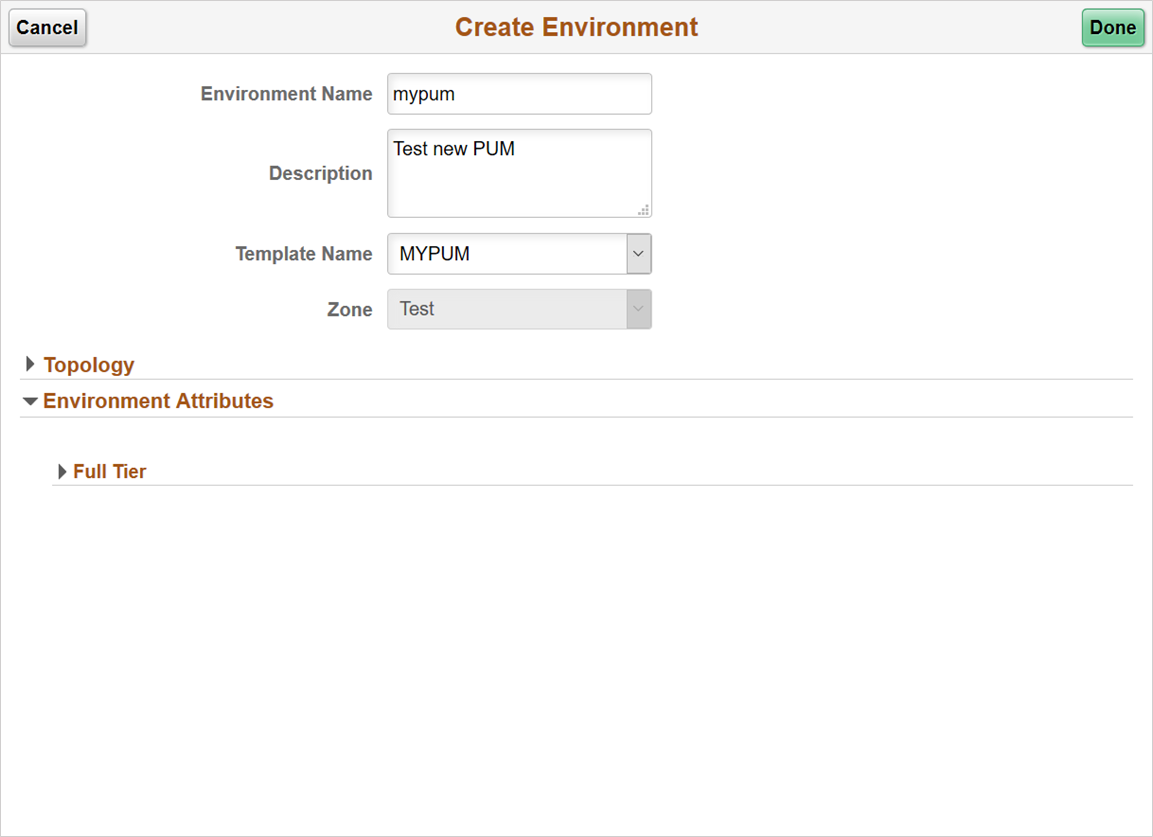 Cancel
Create Environment
Done
Environment Name
mypum
Description
Test new PUM
Template Name
MYPUM
Zone
Test
Topology
Environment Attributes
Full Tier